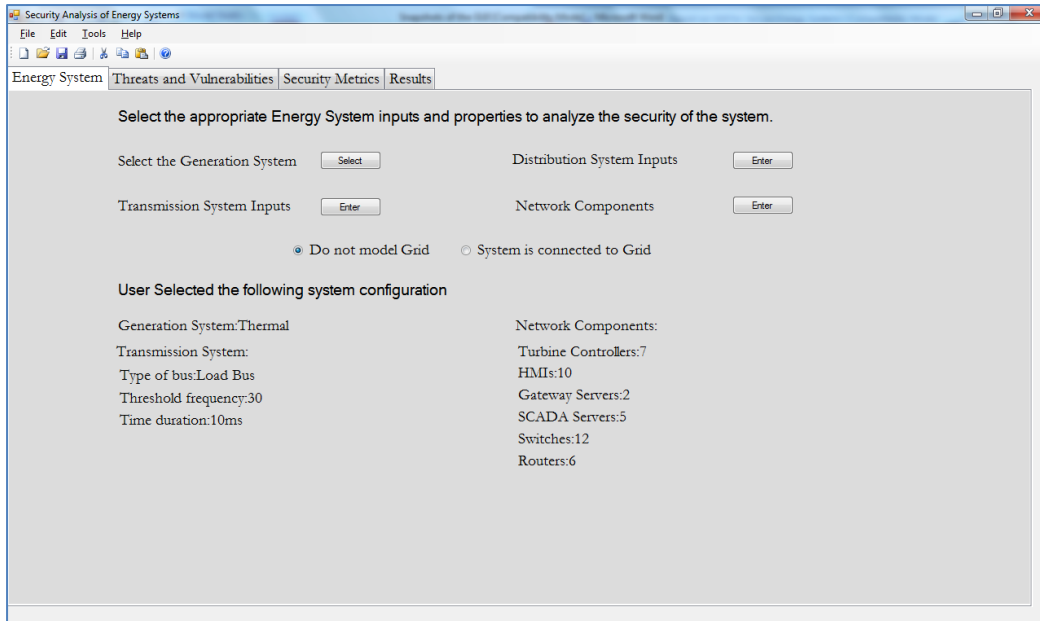 Security Analysis of Energy Systems
File Edit Tools Help
Energy System Threats and Vulnerabilities Security Metrics Results
Select the appropriate Energy System inputs and properties to analyze the security of the system.
Select the Generation System Select Distribution System Inputs Enter
Transmission System Inputs Enter Network Components Enter
Do not model Grid System is connected to Grid
User Selected the following system configuration
Generation System:Thermal
Transmission System:
Type of bus:Load Bus
Threshold frequency:30
Time duration:10ms
Network Components:
Turbine Controllers:7
HMIs:10
Gateway Servers:2
SCADA Servers:5
Switches:12
Routers:6